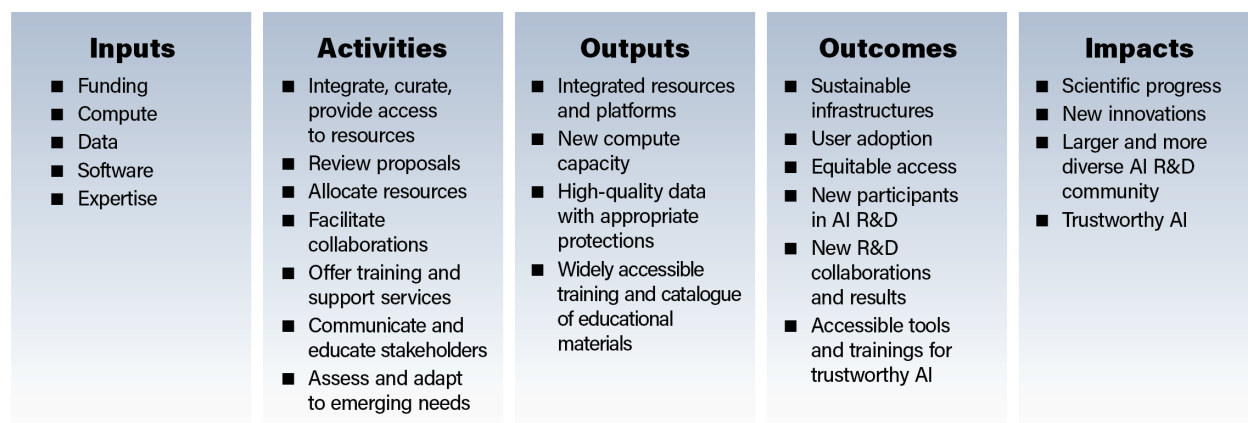 Inputs
■ Funding
■ Compute
■ Data
■ Software
■ Expertise
Activities
■ Integrate, curate,
provide access
to resources
■ Review proposals
■ Allocate resources
■ Facilitate
collaborations
■ Offer training and
support services
■ Communicate and
educate stakeholders
■ Assess and adapt
to emerging needs
Outputs
■ Integrated resources
and platforms
■ New compute
capacity
■ High-quality data
with appropriate
protections
■ Widely accessible
training and catalogue
of educational
materials
Outcomes
■ Sustainable
infrastructures
■ User adoption
■ Equitable access
■ New participants
in AI R&D
■ New R&D
collaborations
and results
■ Accessible tools
and trainings for
trustworthy AI
Impacts
■ Scientific progress
■ New innovations
■ Larger and more
diverse AI R&D
community
■ Trustworthy AI